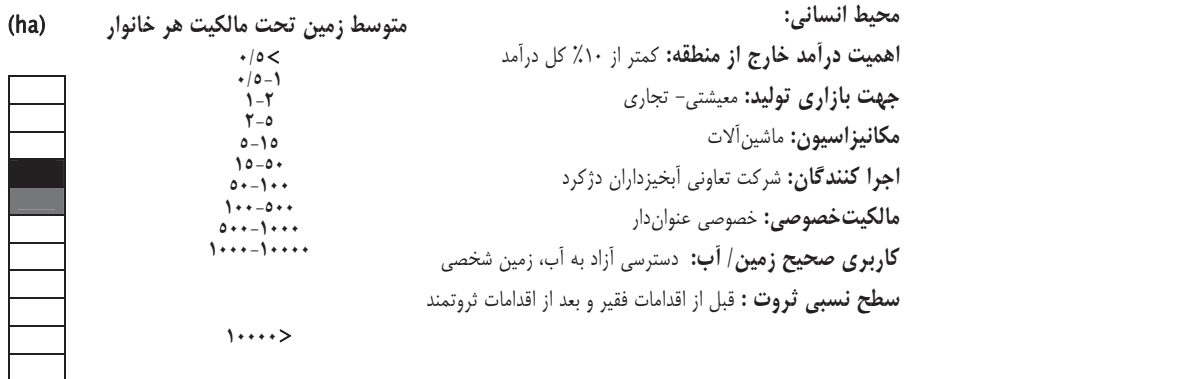 محیط انسانی:
اهمیت درآمد خارج از منطقه: کمتر از ۱۰٪ کل درآمد
جهت بازاری تولید: معیشتی- تجاری
مکانیزاسیون: ماشین‌آلات
اجرا کنندگان: شرکت تعاونی آبخیزداران دژکرد
مالکیت‌خصوصی: خصوصی عنوان‌دار
کاربری صحیح زمین/ آب: دسترسی آزاد به آب، زمین شخصی
سطح نسبی ثروت : قبل از اقدامات فقیر و بعد از اقدامات ثروتمند
متوسط زمین تحت مالکیت هر خانوار (ha)
۰/۵>
۰/۵-۱
۱-۲
۲-۵
۵-۱۵
۱۵-۵۰
۵۰-۱۰۰
۱۰۰-۵۰۰
۵۰۰-۱۰۰۰
۱۰۰۰-۱۰۰۰۰
۱۰۰۰۰<